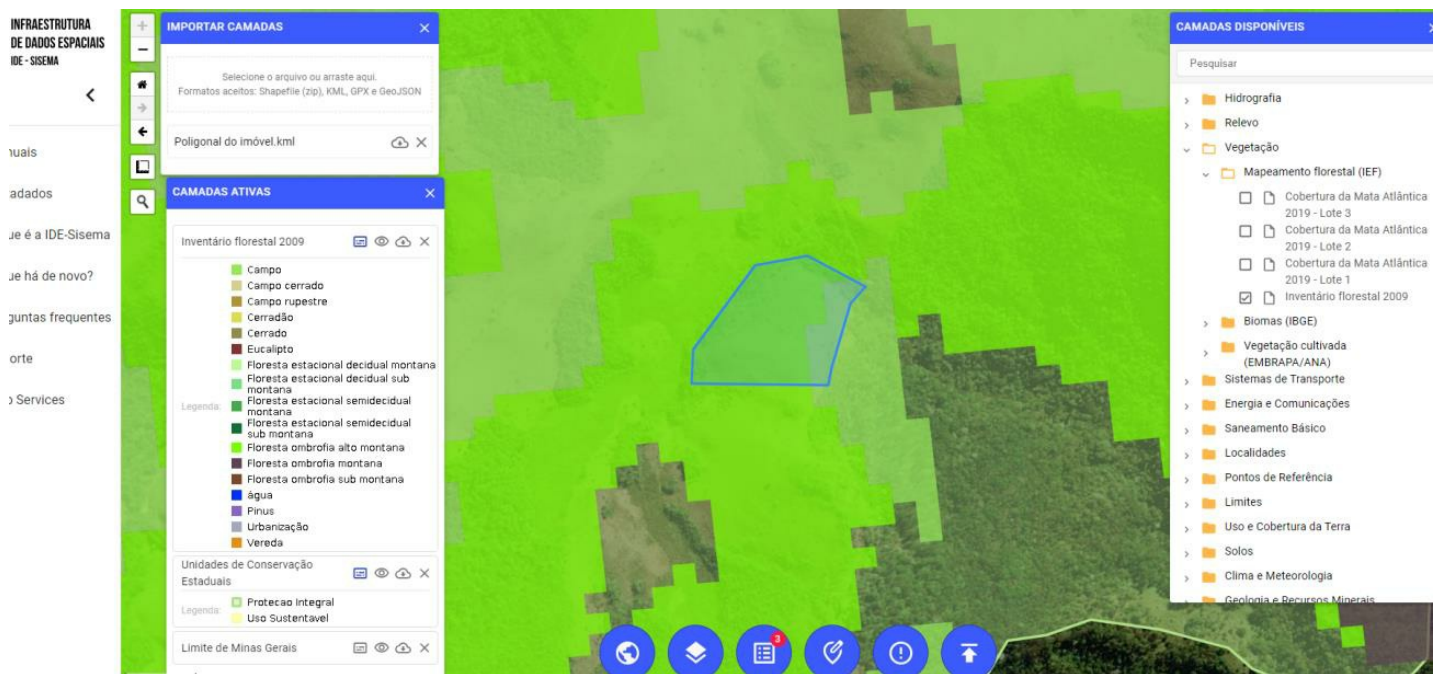 INFRAESTRUTURA
DE DADOS ESPACIAIS
IDE - SISEMA
nuais
adados
ue é a IDE-Sisema
ue há de novo?
guntas frequentes
orte
Services
IMPORTAR CAMADAS
Selecione o arquivo ou arraste aqui.
Formatos aceitos: Shapefile (zip), KML, GPX e GeoJSON
Poligonal do imóvel.kml
CAMADAS ATIVAS
Inventário florestal 2009
Legenda:
Campo
Campo cerrado
Campo rupestre
Cerradão
Cerrado
Eucalipto
Floresta estacional decidual montana
Floresta estacional decidual sub
montana
Floresta estacional semidecidual
montana
Floresta estacional semidecidual
sub montana
Floresta ombrofia alto montana
Floresta ombrofia montana
Floresta ombrofia sub montana
água
Pinus
Urbanização
Vereda
Unidades de Conservação
Estaduais
Legenda:
Protecao Integral
Uso Sustentavel
Limite de Minas Gerais
3
CAMADAS DISPONÍVEIS
Pesquisar
Hidrografia
Relevo
Vegetação
Mapeamento florestal (IEF)
Cobertura da Mata Atlântica
2019 - Lote 3
Cobertura da Mata Atlântica
2019 - Lote 2
Cobertura da Mata Atlântica
2019 - Lote 1
Inventário florestal 2009
Biomas (IBGE)
Vegetação cultivada
(EMBRAPA/ANA)
Sistemas de Transporte
Energia e Comunicações
Saneamento Básico
Localidades
Pontos de Referência
Limites
Uso e Cobertura da Terra
Solos
Clima e Meteorologia
Geologia e Recursos Minerais